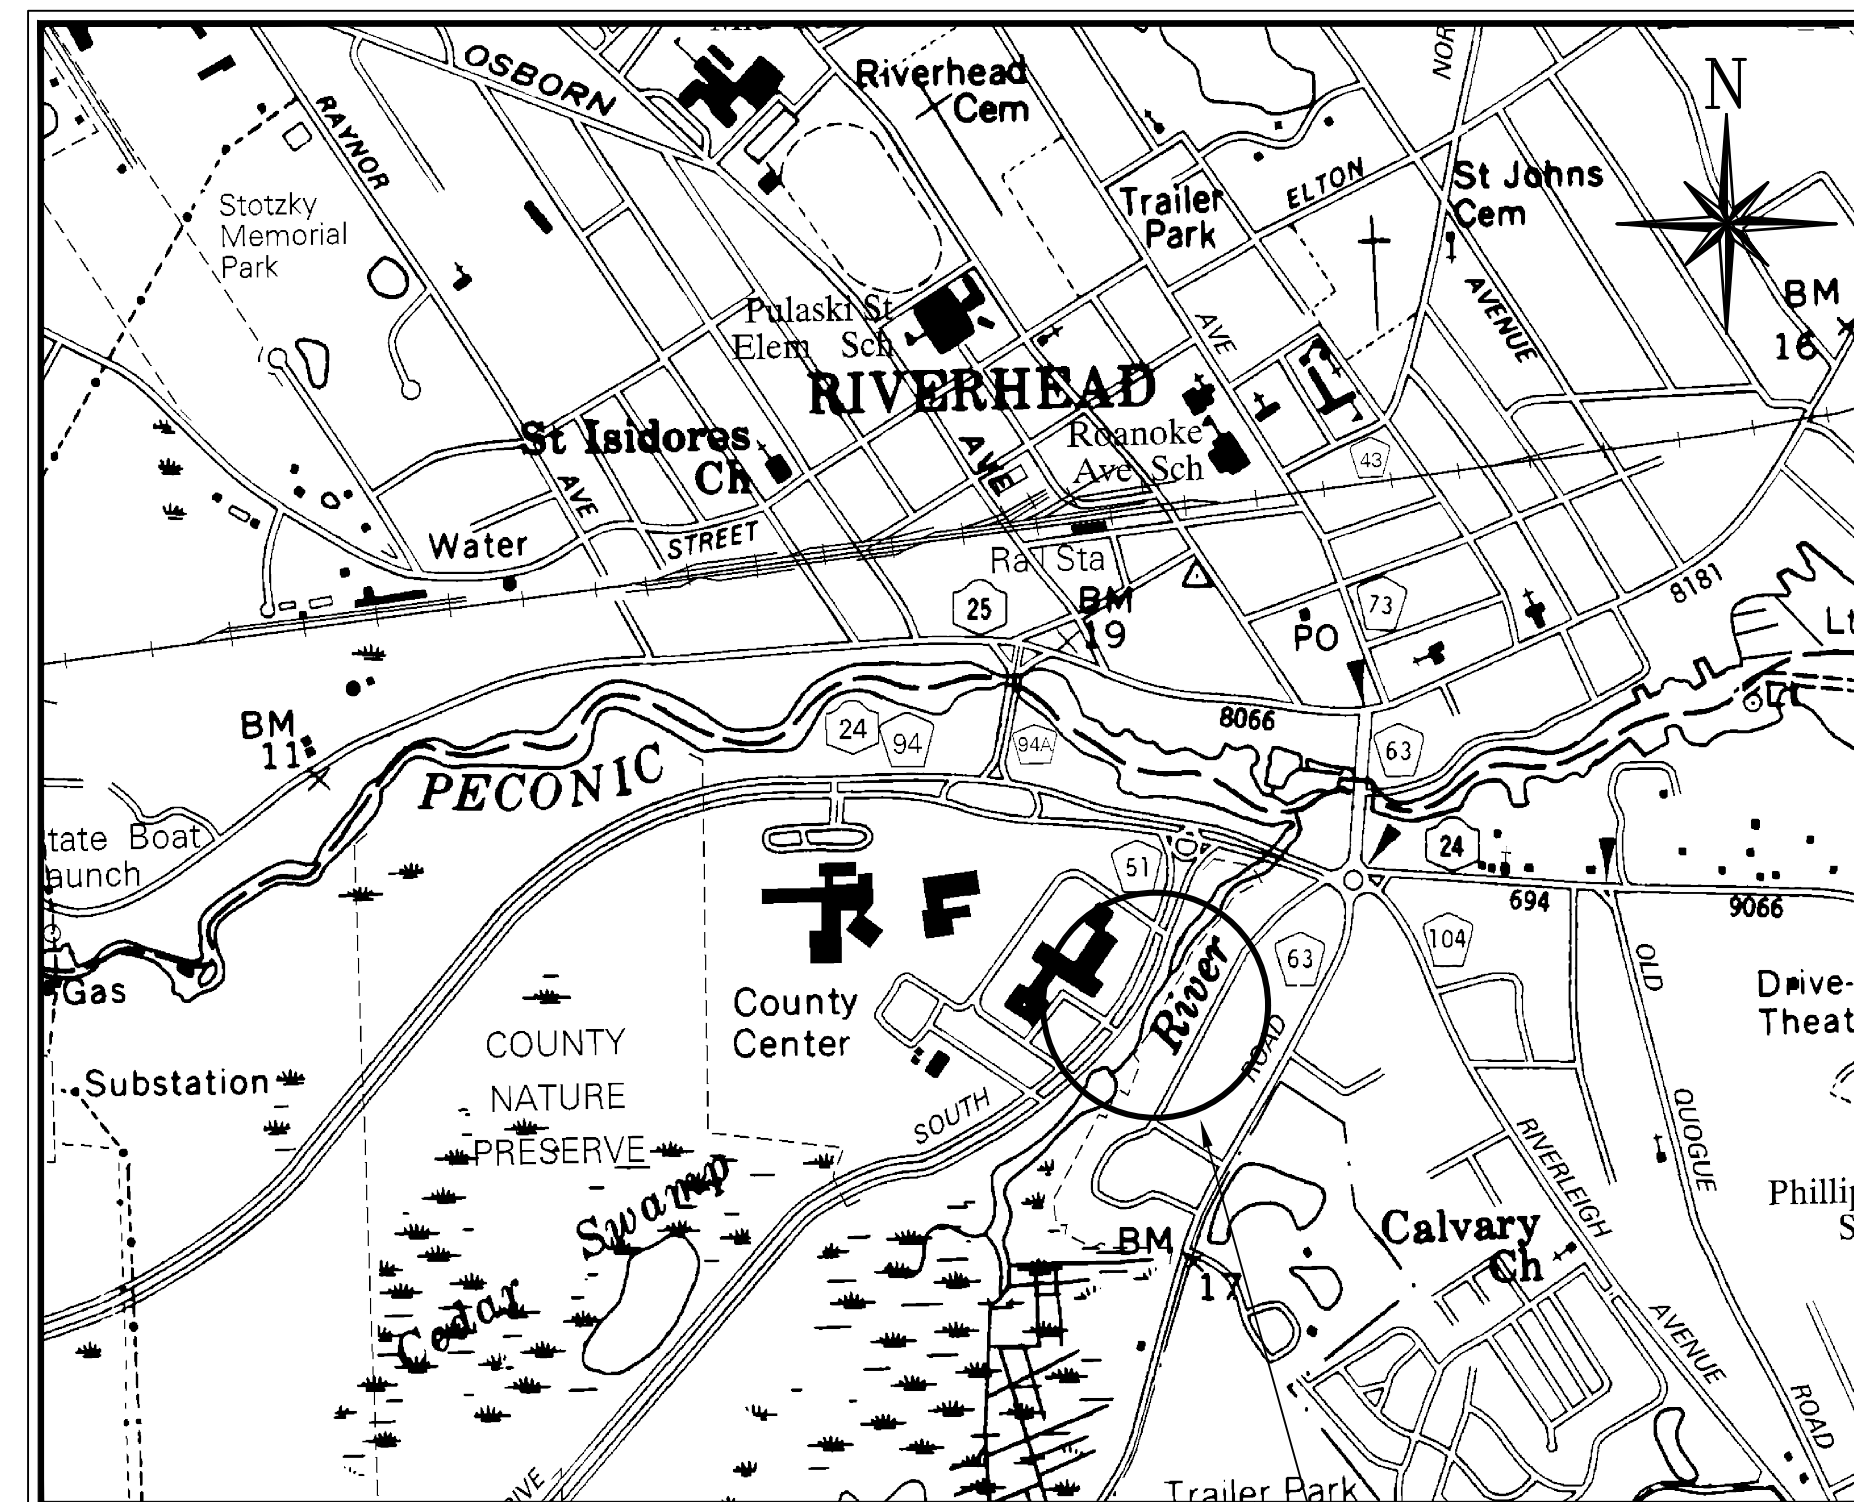 OSBORN
Riverhead
Cem
NOR
N
RAYNOR
ELTON
St Johns
Cem
Trailer
Park
Stotzky
Memorial
Park
AVENUE
BM
16
Pulaski St
Elem Sch
AVE
RIVERHEAD
St Isidores
Ch
AVE
Roanoke
Ave Sch
43
AVE
Water
STREET
Rail Sta
25
BM
19
73
8181
PO
Lt
BM
11
24
94
94A
8066
63
PECONIC
tate Boat
aunch
51
24
694
9066
104
63
OLD
River
Gas
County
Center
Drive-
Theat
COUNTY
NATURE
PRESERVE
ROAD
Substation
SOUTH
QUOGUE
RIVERLEIGH
Swamp
Phillip
S
BM
17
Calvary
Ch
Cedar
AVENUE
ROAD
RIVE
Trailer Park